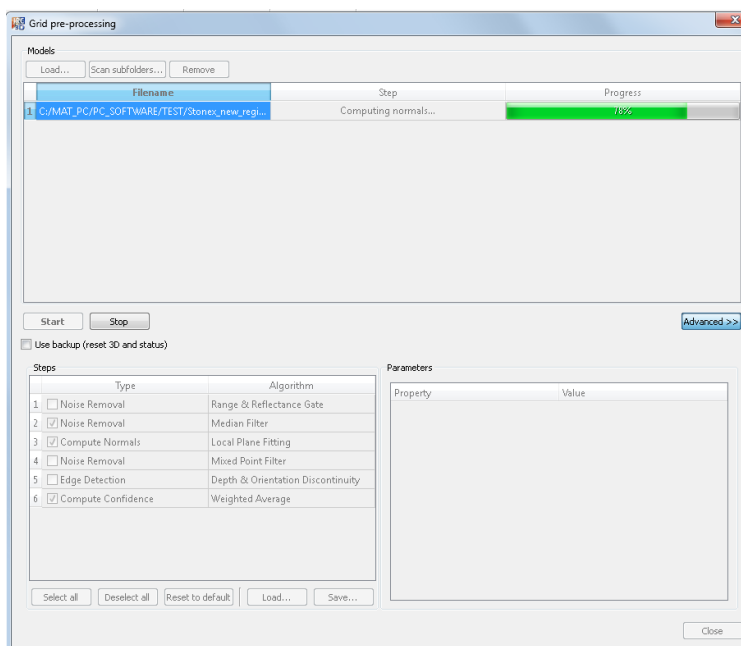 Grid pre-processing
Models
Load... Scan subfolders... Remove
Filename Step Progress
1 C:/MAT_PC/PC_SOFTWARE/TEST/Stonex_new_regi... Computing normals... 78%
Start Stop Advanced >>
Use backup (reset 3D and status)
Steps Parameters
Type Algorithm Property Value
1 Noise Removal Range & Reflectance Gate
2 Noise Removal Median Filter
3 Compute Normals Local Plane Fitting
4 Noise Removal Mixed Point Filter
5 Edge Detection Depth & Orientation Discontinuity
6 Compute Confidence Weighted Average
Select all Deselect all Reset to default Load... Save...
Close